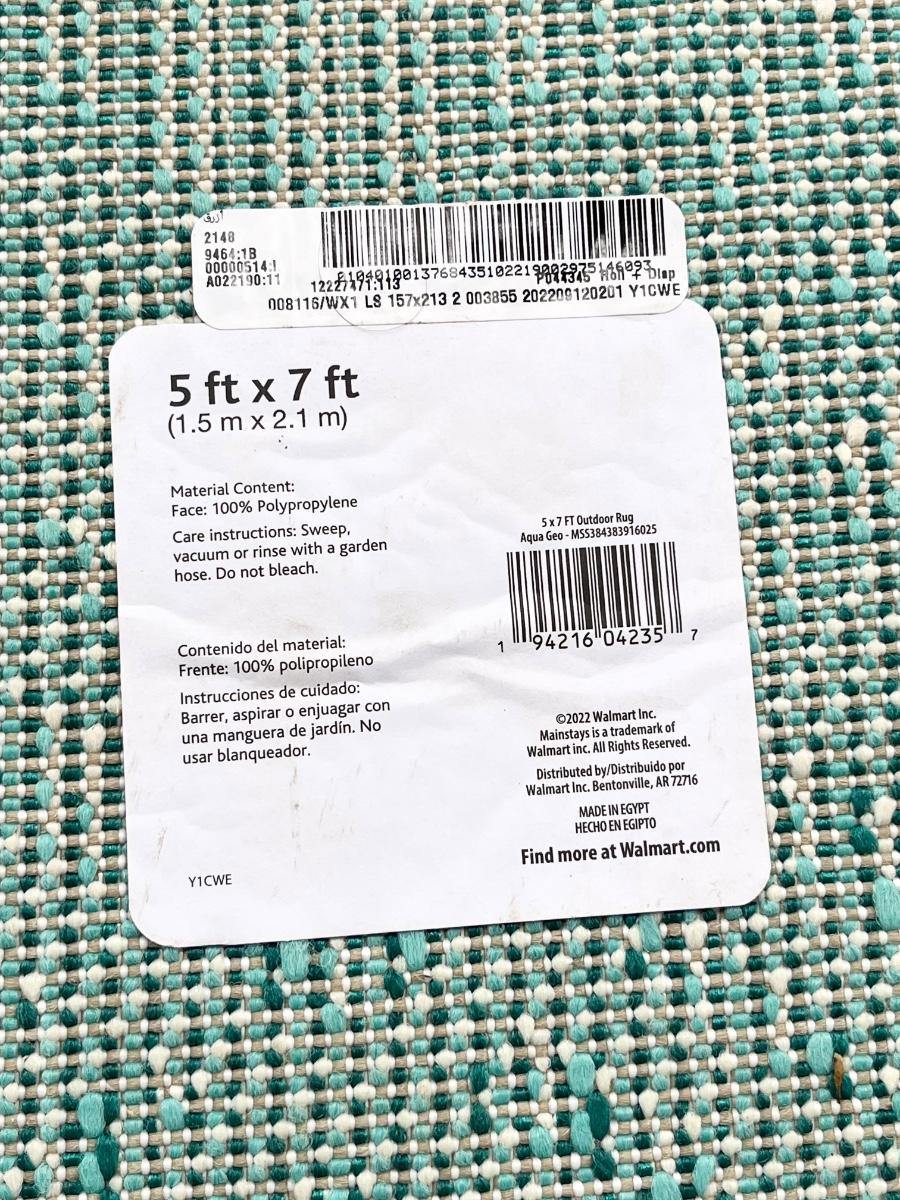 أزرق
2148
9464:1B
00000514:
A022190:11
12227471:113
008116/WX1 LS 157x213 2 003855 202208120201 Y1CWE
5 ft x 7 ft
(1.5 m x 2.1 m)
Material Content:
Face: 100% Polypropylene
Care instructions: Sweep,
vacuum or rinse with a garden
hose. Do not bleach.
5 x 7 FT Outdoor Rug
Aqua Geo - MSS384383916025
1 94216 04235 7
Contenido del material:
Frente: 100% polipropileno
Instrucciones de cuidado:
Barrer, aspirar o enjuagar con
una manguera de jardín. No
usar blanqueador.
©2022 Walmart Inc.
Mainstays is a trademark of
Walmart inc. All Rights Reserved.
Distributed by/Distribuido por
Walmart Inc. Bentonville, AR 72716
MADE IN EGYPT
HECHO EN EGIPTO
Find more at Walmart.com
Y1CWE